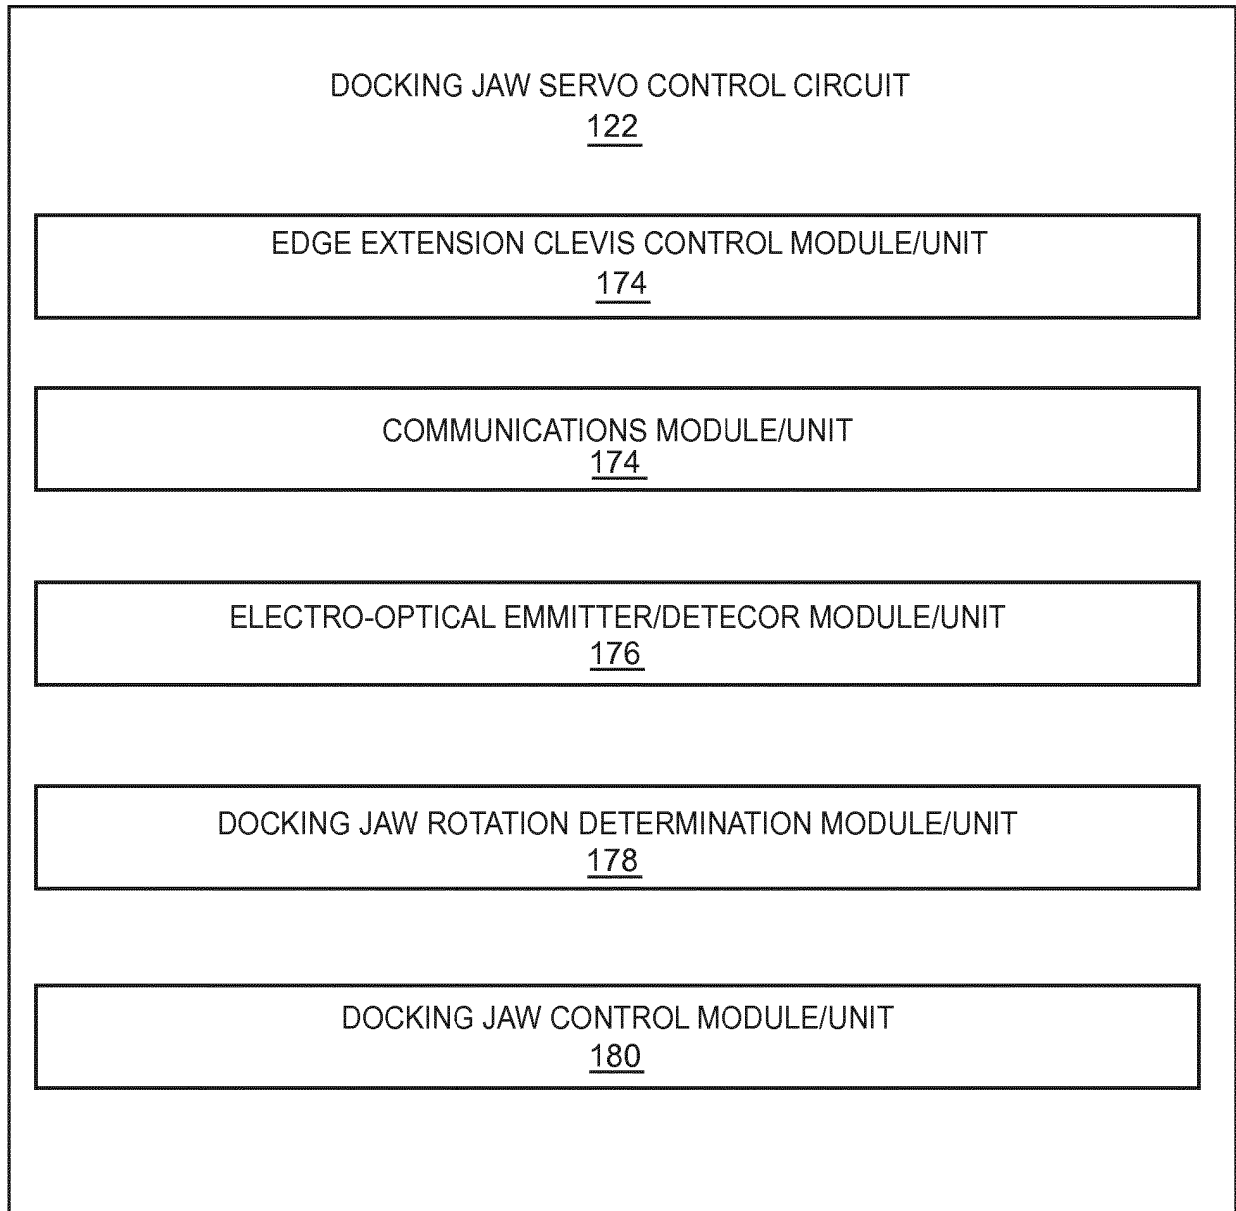 DOCKING JAW SERVO CONTROL CIRCUIT
122
EDGE EXTENSION CLEVIS CONTROL MODULE/UNIT
174
COMMUNICATIONS MODULE/UNIT
174
ELECTRO-OPTICAL EMMITTER/DETECOR MODULE/UNIT
176
DOCKING JAW ROTATION DETERMINATION MODULE/UNIT
178
DOCKING JAW CONTROL MODULE/UNIT
180